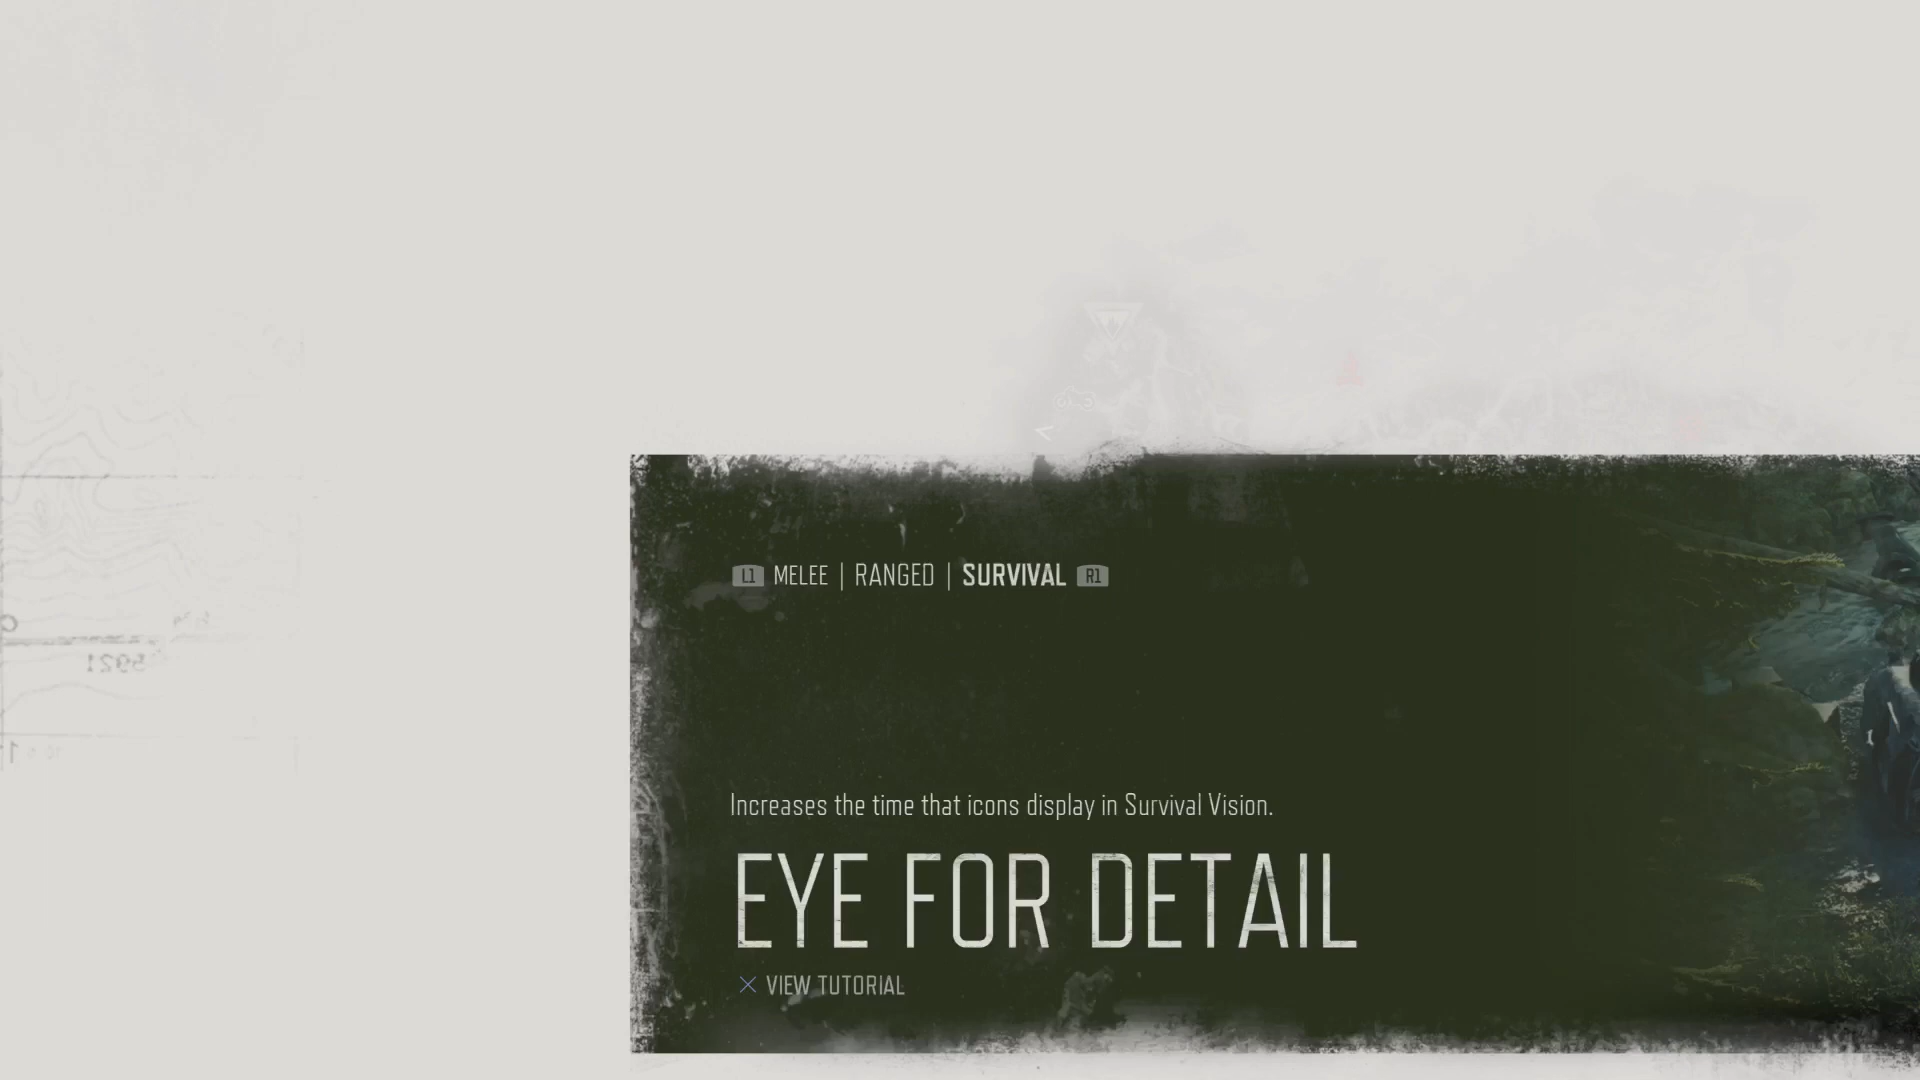 L1 MELEE | RANGED | SURVIVAL R1
Increases the time that icons display in Survival Vision.
EYE FOR DETAIL
VIEW TUTORIAL
5921